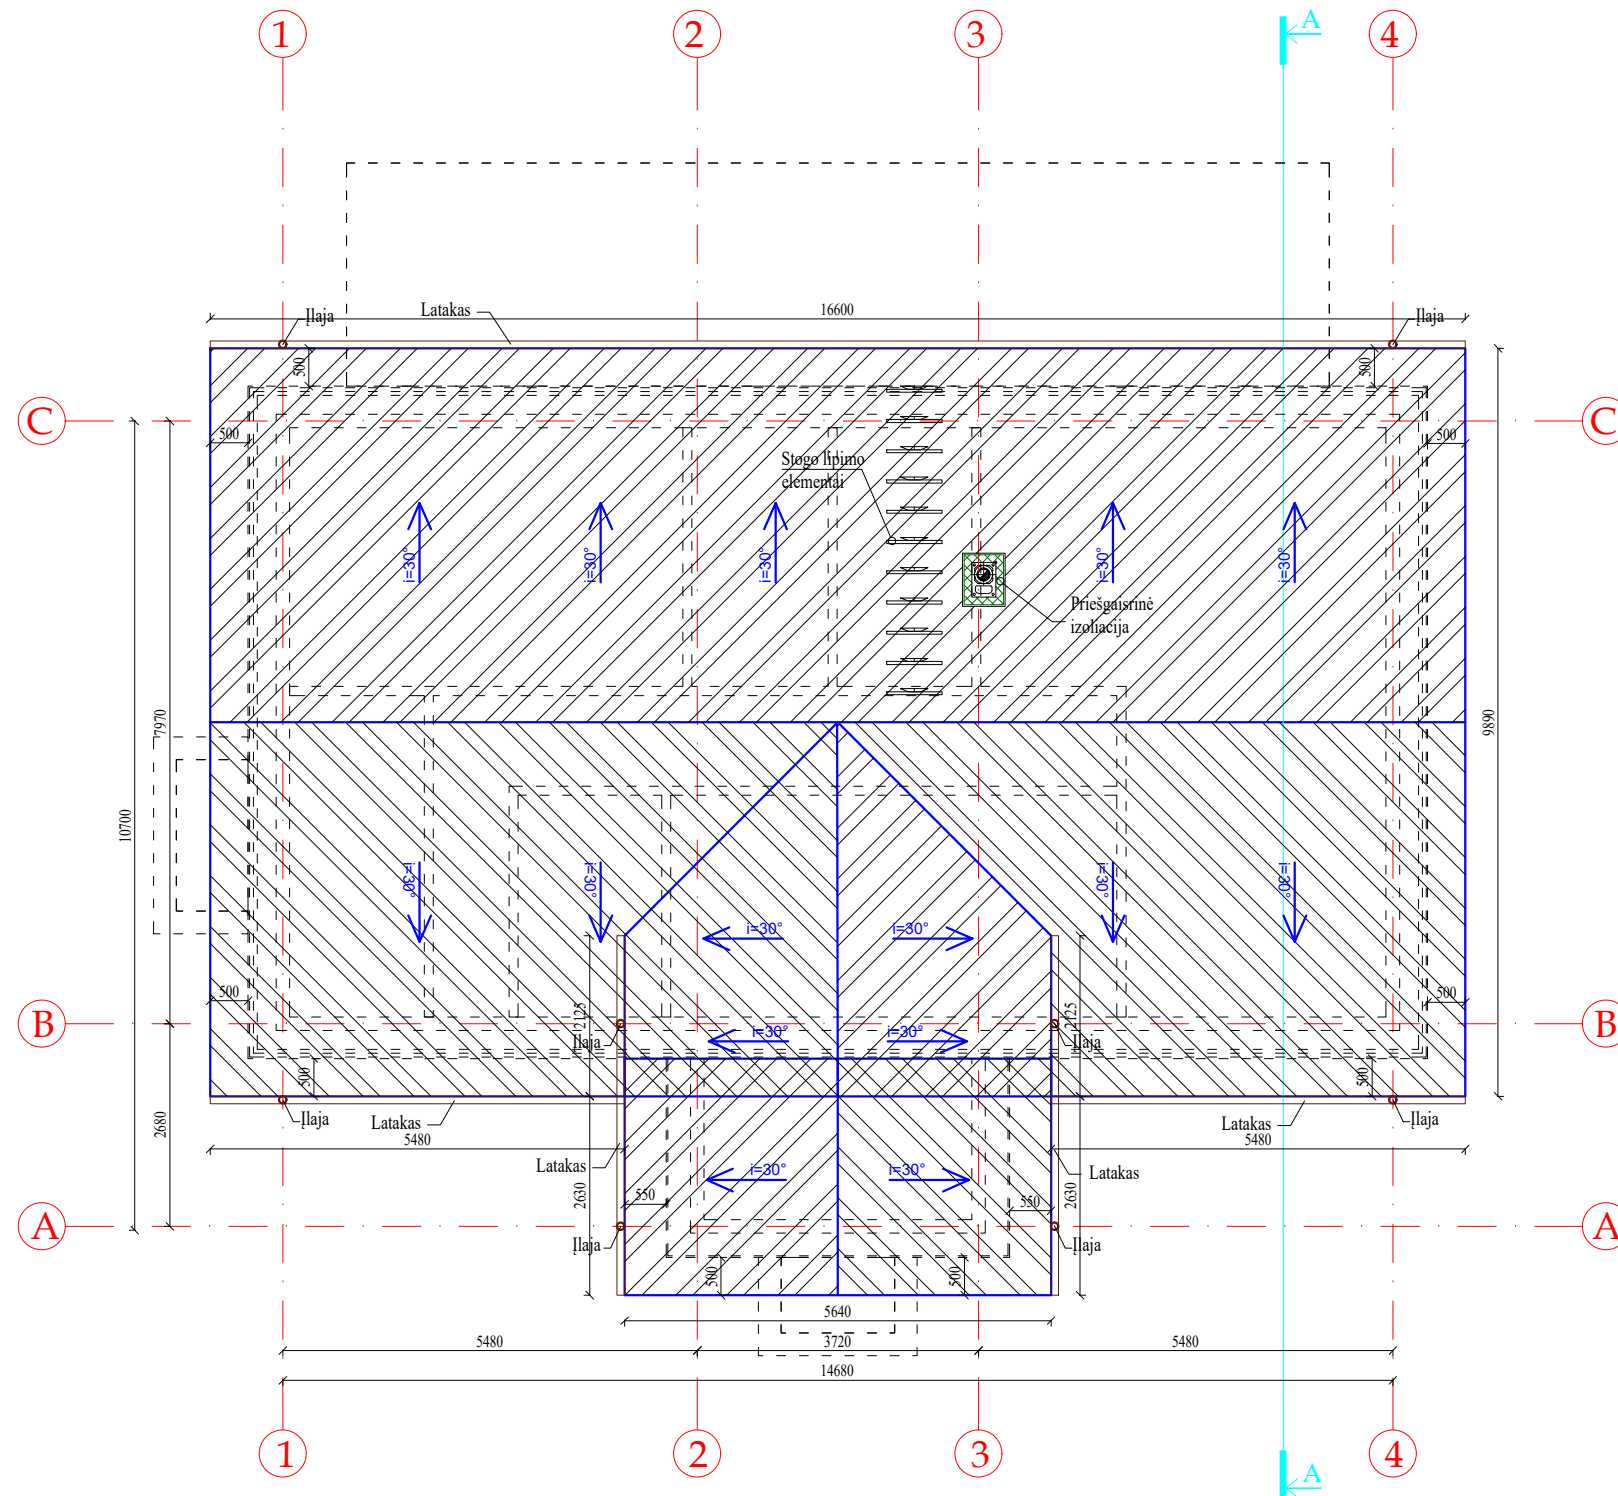 1
2
3
4
A
16600
Įlaja
Latakas
Įlaja
500
500
C
C
500
500
Stogo lipimo
elementai
i=30°
i=30°
i=30°
i=30°
i=30°
Priešgaisrinė
izoliacija
7970
9890
10700
i=30°
i=30°
i=30°
i=30°
i=30°
i=30°
500
500
2125
2125
B
B
i=30°
i=30°
Įlaja
Įlaja
500
500
2680
Latakas
Įlaja
Latakas
Įlaja
5480
5480
Latakas
Latakas
i=30°
i=30°
2630
2630
550
550
A
A
Įlaja
Įlaja
500
500
5640
5480
3720
5480
14680
1
2
3
4
A